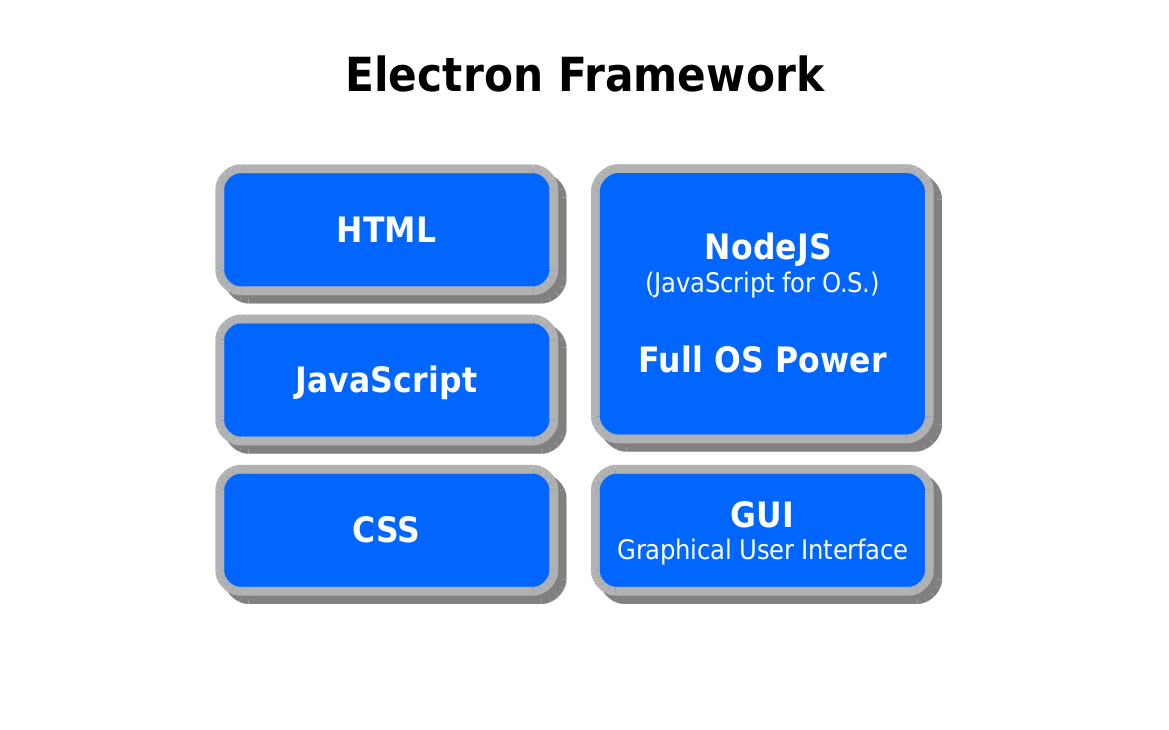 Electron Framework
HTML
JavaScript
CSS
NodeJS
(JavaScript for O.S.)
Full OS Power
GUI
Graphical User Interface